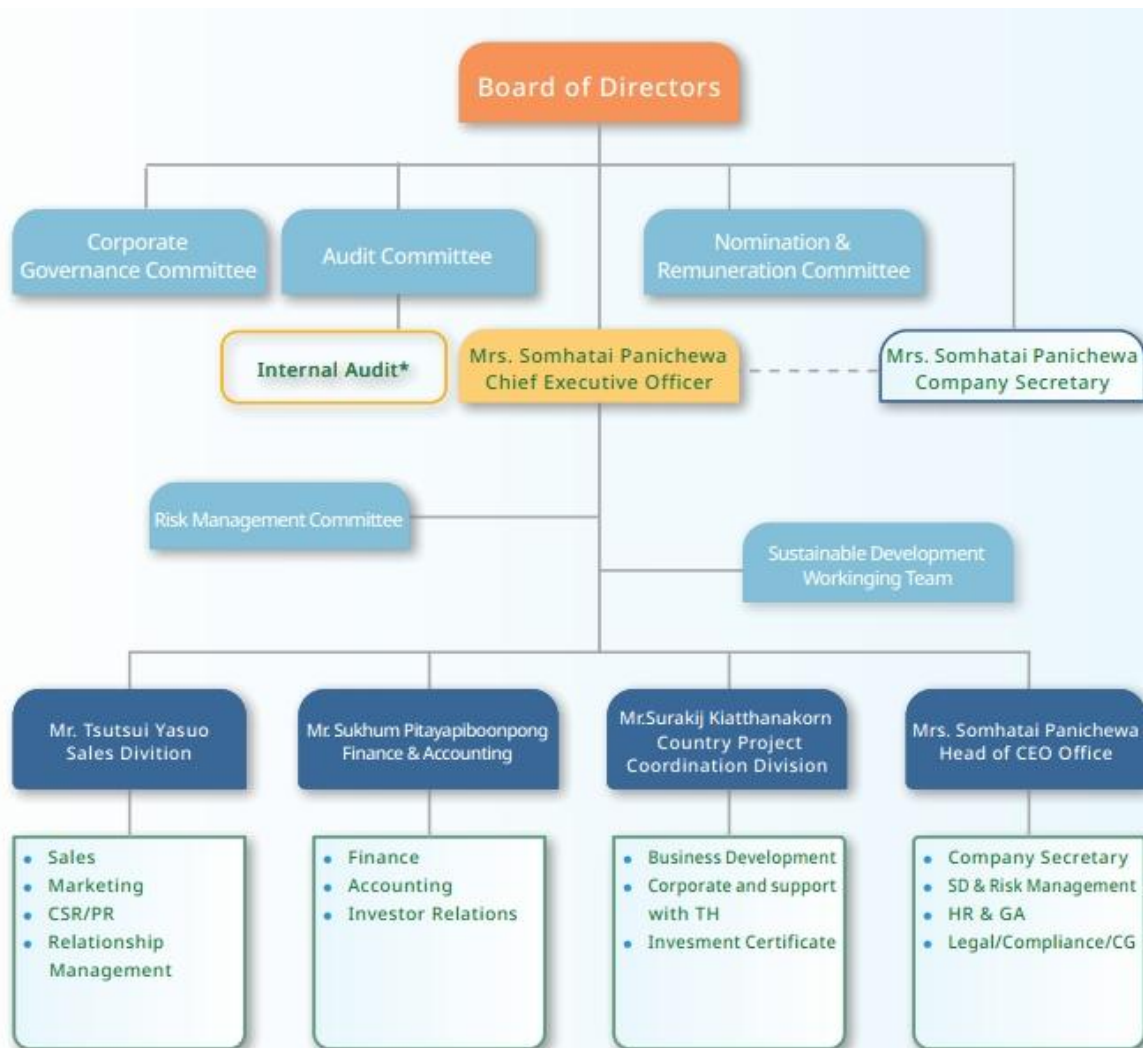 Board of Directors
Corporate
Governance Committee
Audit Committee
Nomination &
Remuneration Committee
Internal Audit*
Mrs. Somhatai Panichewa
Chief Executive Officer
Mrs. Somhatai Panichewa
Company Secretary
Risk Management Committee
Sustainable Development
Workinging Team
Mr. Tsutsui Yasuo
Sales Divition
Mr. Sukhum Pitayapiboonpong
Finance & Accounting
Mr.Surakij Kiatthanakorn
Country Project
Coordination Division
Mrs. Somhatai Panichewa
Head of CEO Office
• Sales
• Marketing
• CSR/PR
• Relationship
Management
• Finance
• Accounting
• Investor Relations
• Business Development
• Corporate and support
with TH
• Invesment Certificate
• Company Secretary
• SD & Risk Management
• HR & GA
• Legal/Compliance/CG